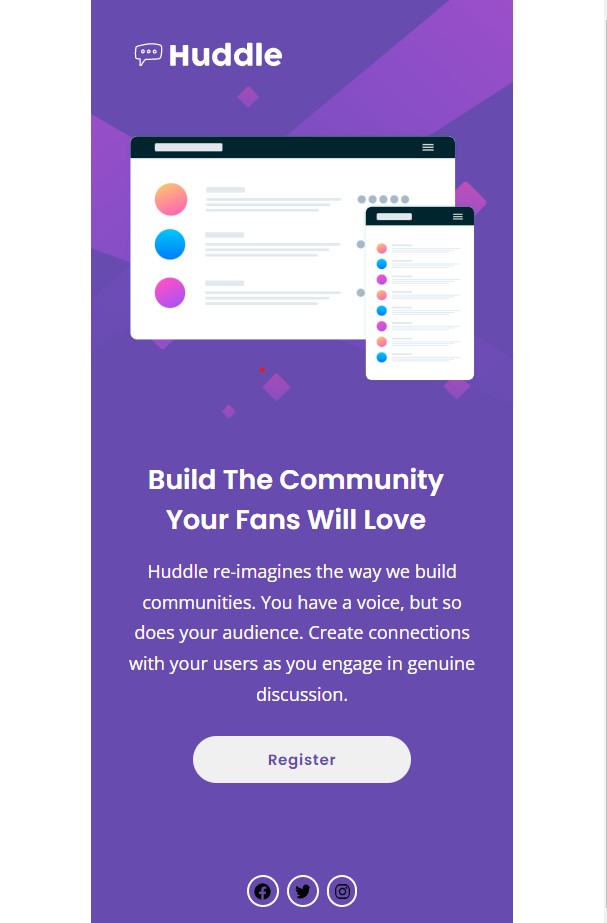 Huddle
Build The Community
Your Fans Will Love
Huddle re-imagines the way we build
communities. You have a voice, but so
does your audience. Create connections
with your users as you engage in genuine
discussion.
Register